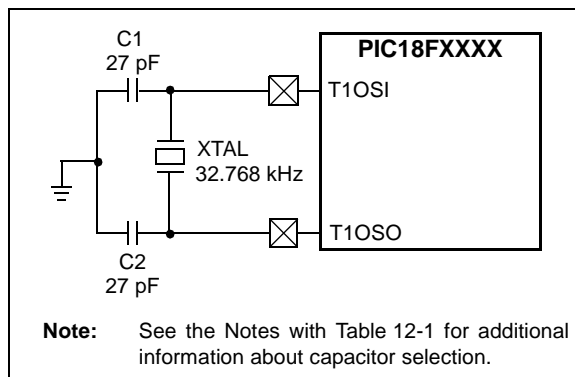 C1
27 pF
PIC18FXXXX
T1OSI
XTAL
32.768 kHz
T1OSO
C2
27 pF
Note: See the Notes with Table 12-1 for additional
information about capacitor selection.